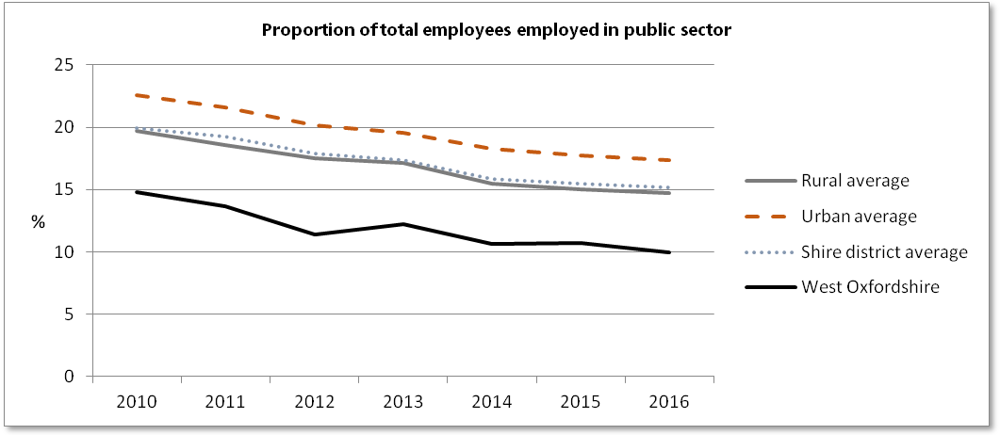 Proportion of total employees employed in public sector
25
20
15
10
5
0
%
2010 2011 2012 2013 2014 2015 2016
Rural average
Urban average
Shire district average
West Oxfordshire